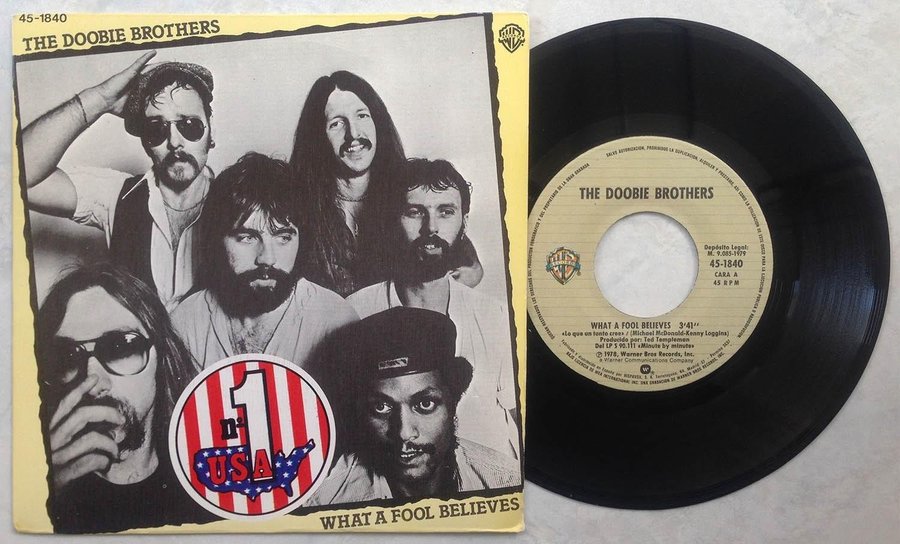 45-1840
THE DOOBIE BROTHERS
nº1
USA
WHAT A FOOL BELIEVES
THE DOOBIE BROTHERS
Depósito Legal:
M. 9.085-1979
45-1840
CARA A
45 RPM
WHAT A FOOL BELIEVES 3'41''
«Lo que un tonto cree» / (Michael McDonald-Kenny Loggins)
Producido por: Ted Templeman
Del LP S 90.111 «Minute by minute»
℗ 1978, Warner Bros Records, Inc.
a Warner Communications Company